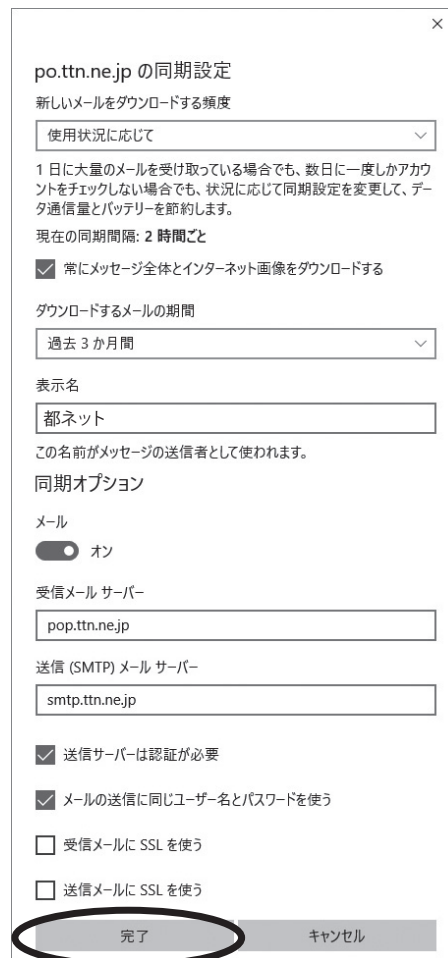 po.ttn.ne.jp の同期設定
新しいメールをダウンロードする頻度
使用状況に応じて
1 日に大量のメールを受け取っている場合でも、数日に一度しかアカウ
ントをチェックしない場合でも、状況に応じて同期設定を変更して、デー
タ通信量とバッテリーを節約します。
現在の同期間隔: 2 時間ごと
常にメッセージ全体とインターネット画像をダウンロードする
ダウンロードするメールの期間
過去 3 か月間
表示名
都ネット
この名前がメッセージの送信者として使われます。
同期オプション
メール
オン
受信メール サーバー
pop.ttn.ne.jp
送信 (SMTP) メール サーバー
smtp.ttn.ne.jp
送信サーバーは認証が必要
メールの送信に同じユーザー名とパスワードを使う
受信メールに SSL を使う
送信メールに SSL を使う
完了 キャンセル